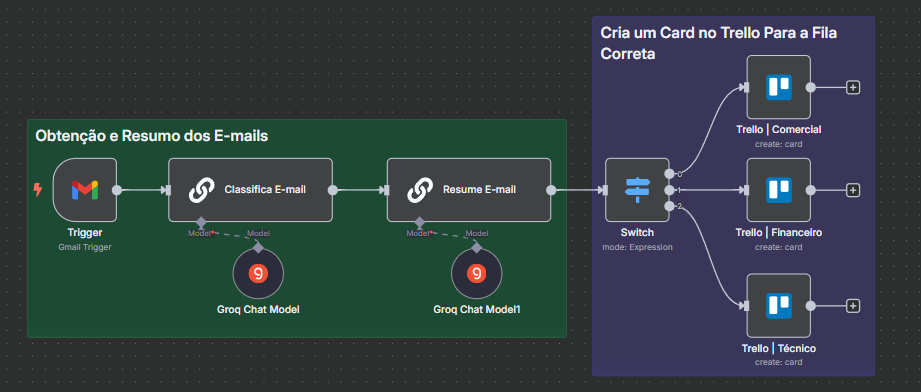 Cria um Card no Trello Para a Fila
Correta
Trello | Comercial
create: card
Obtenção e Resumo dos E-mails
Classifica E-mail
Resume E-mail
0
1
2
Trigger
Gmail Trigger
Model*
Model
Model*
Model
Switch
mode: Expression
Trello | Financeiro
create: card
Groq Chat Model
Groq Chat Model1
Trello | Técnico
create: card